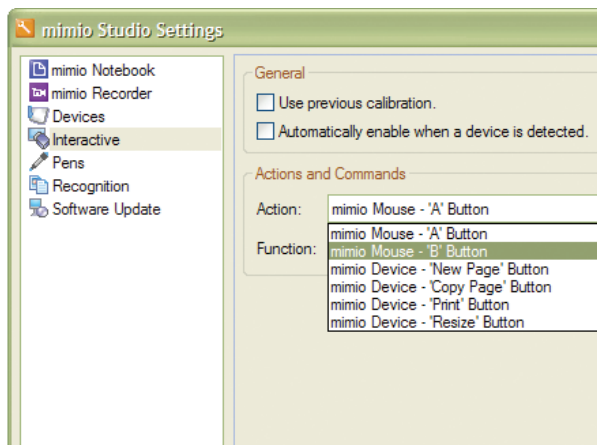 mimio Studio Settings
mimio Notebook
mimio Recorder
Devices
Interactive
Pens
Recognition
Software Update
General
Use previous calibration.
Automatically enable when a device is detected.
Actions and Commands
Action: mimio Mouse - 'A' Button
Function:
mimio Mouse - 'A' Button
mimio Mouse - 'B' Button
mimio Device - 'New Page' Button
mimio Device - 'Copy Page' Button
mimio Device - 'Print' Button
mimio Device - 'Resize' Button